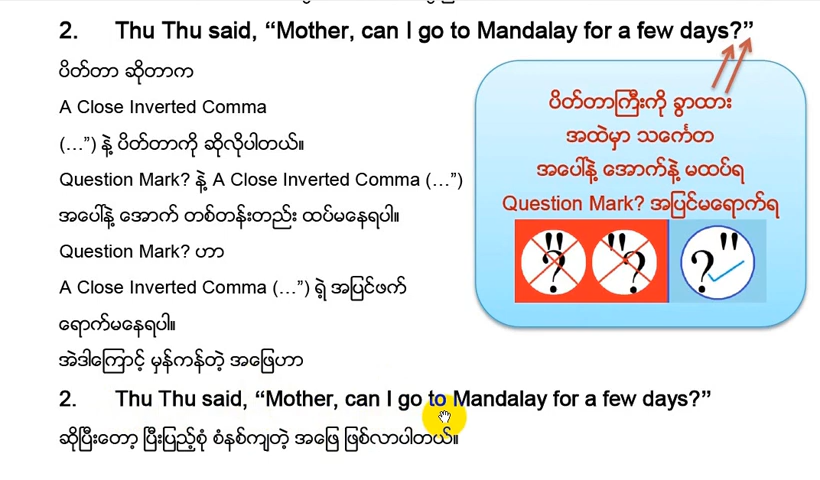 2. Thu Thu said, “Mother, can I go to Mandalay for a few days?”
ပိတ်တာ ဆိုတာက
A Close Inverted Comma
(…”) နဲ့ ပိတ်တာကို ဆိုလိုပါတယ်။
Question Mark? နဲ့ A Close Inverted Comma (…”)
အပေါ်နဲ့ အောက် တစ်တန်းတည်း ထပ်မနေရပါ။
Question Mark? ဟာ
A Close Inverted Comma (…”) ရဲ့ အပြင်ဖက်
ရောက်မနေရပါ။
အဲဒါကြောင့် မှန်ကန်တဲ့ အဖြေဟာ
2. Thu Thu said, “Mother, can I go to Mandalay for a few days?”
ဆိုပြီးတော့ ပြီးပြည့်စုံ စံနစ်ကျတဲ့ အဖြေ ဖြစ်လာပါတယ်။
ပိတ်တာကြီးကို ခွာထား
အထဲမှာ သင်္ကေတ
အပေါ်နဲ့ အောက်နဲ့ မထပ်ရ
Question Mark? အပြင်မရောက်ရ